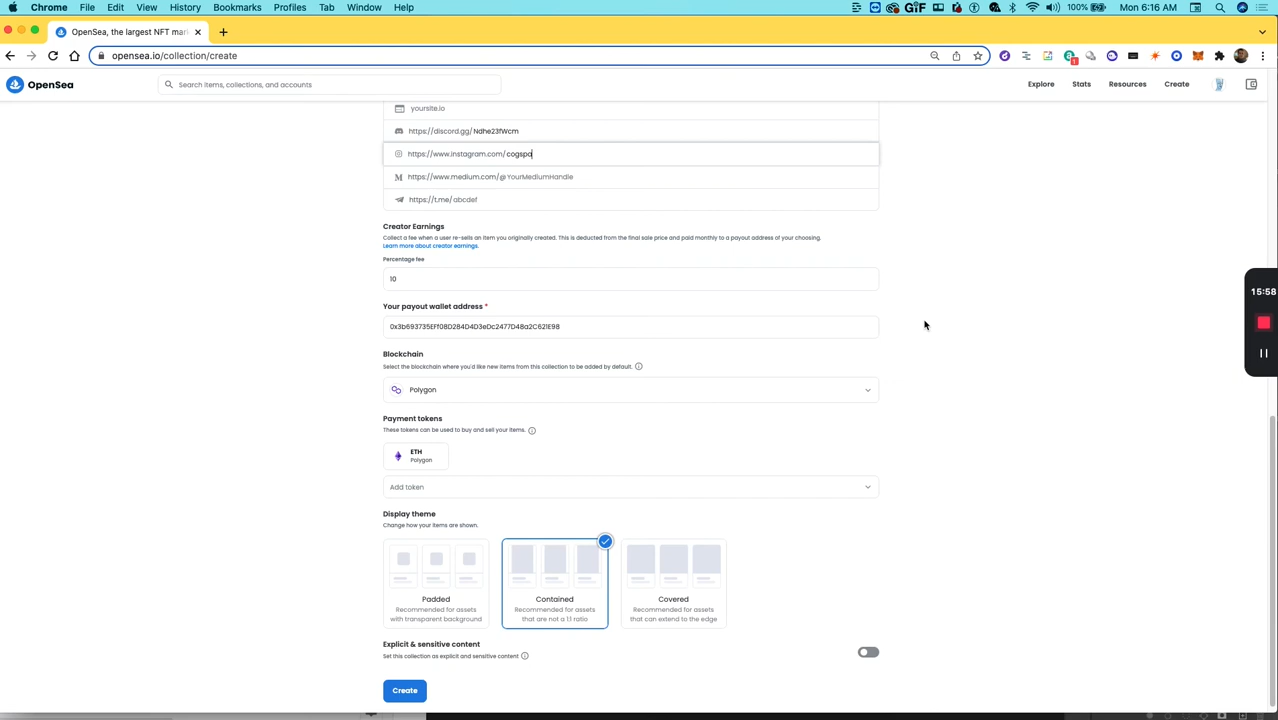 Chrome File Edit View History Bookmarks Profiles Tab Window Help GiF 100% Mon 6:16 AM
OpenSea, the largest NFT mar
opensea.io/collection/create
OpenSea
Search items, collections, and accounts
Explore Stats Resources Create
yoursite.io
https://discord.gg/Ndhe23fWcm
https://www.instagram.com/cogspa
https://www.medium.com/@YourMediumHandle
https://t.me/abcdef
Creator Earnings
Collect a fee when a user re-sells an item you originally created. This is deducted from the final sale price and paid monthly to a payout address of your choosing.
Learn more about creator earnings.
Percentage fee
10
15:58
Your payout wallet address *
0x3b693735EFf08D284D4D3eDc2477D48a2C621E98
Blockchain
Select the blockchain where you'd like new items from this collection to be added by default.
Polygon
Payment tokens
These tokens can be used to buy and sell your items.
ETH
Polygon
Add token
Display theme
Change how your items are shown.
Padded
Recommended for assets
with transparent background
Contained
Recommended for assets
that are not a 1:1 ratio
Covered
Recommended for assets
that can extend to the edge
Explicit & sensitive content
Set this collection as explicit and sensitive content
Create